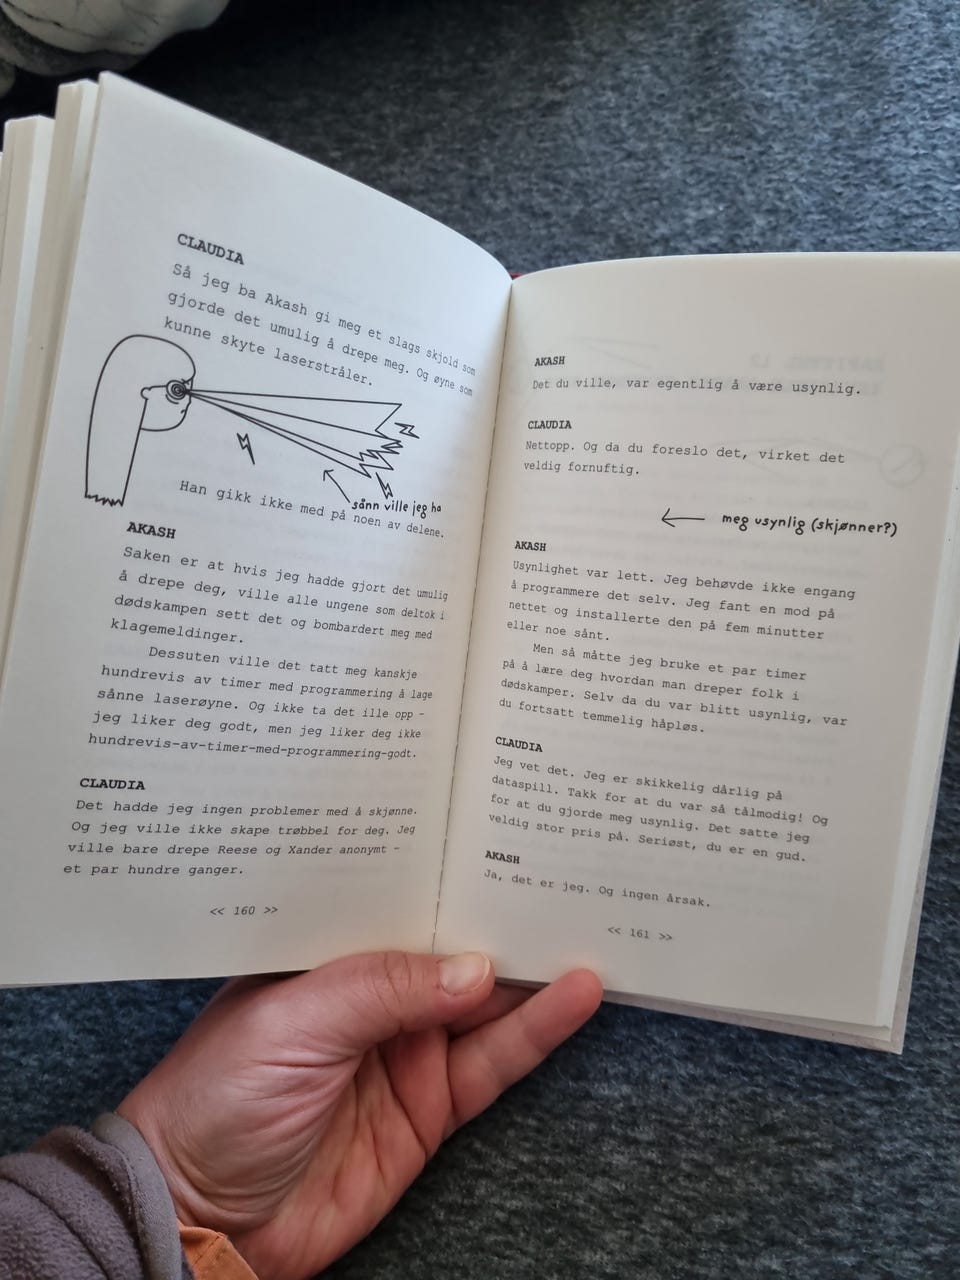 CLAUDIA
Så jeg ba Akash gi meg et slags skjold som
gjorde det umulig å drepe meg. Og øyne som
kunne skyte laserstråler.
sånn ville jeg ha
Han gikk ikke med på noen av delene.
AKASH
Saken er at hvis jeg hadde gjort det umulig
å drepe deg, ville alle ungene som deltok i
dødskampen sett det og bombardert meg med
klagemeldinger.
Dessuten ville det tatt meg kanskje
hundrevis av timer med programmering å lage
sånne laserøyne. Og ikke ta det ille opp –
jeg liker deg godt, men jeg liker deg ikke
hundrevis-av-timer-med-programmering-godt.
CLAUDIA
Det hadde jeg ingen problemer med å skjønne.
Og jeg ville ikke skape trøbbel for deg. Jeg
ville bare drepe Reese og Xander anonymt –
et par hundre ganger.
<< 160 >>
AKASH
Det du ville, var egentlig å være usynlig.
CLAUDIA
Nettopp. Og da du foreslo det, virket det
veldig fornuftig.
meg usynlig (skjønner?)
AKASH
Usynlighet var lett. Jeg behøvde ikke engang
å programmere det selv. Jeg fant en mod på
nettet og installerte den på fem minutter
eller noe sånt.
Men så måtte jeg bruke et par timer
på å lære deg hvordan man dreper folk i
dødskamper. Selv da du var blitt usynlig, var
du fortsatt temmelig håpløs.
CLAUDIA
Jeg vet det. Jeg er skikkelig dårlig på
dataspill. Takk for at du var så tålmodig! Og
for at du gjorde meg usynlig. Det satte jeg
veldig stor pris på. Seriøst, du er en gud.
AKASH
Ja, det er jeg. Og ingen årsak.
<< 161 >>